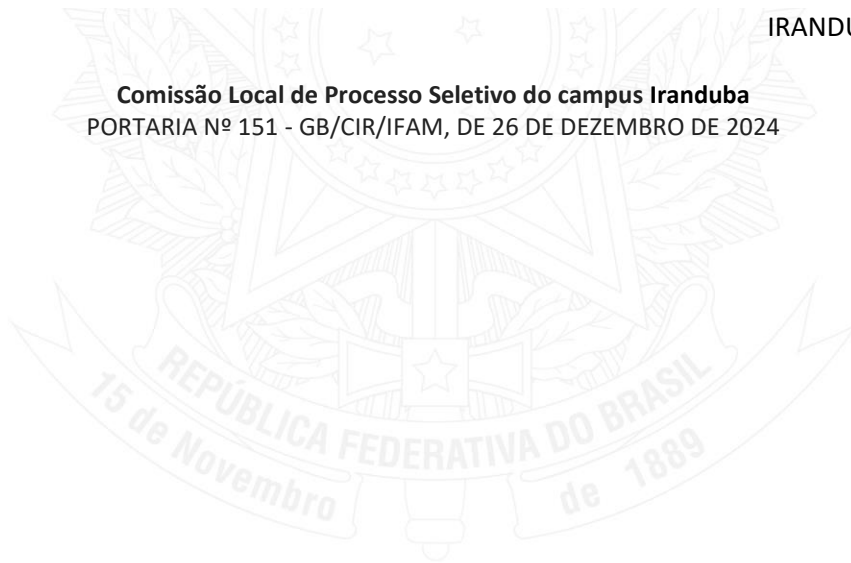 IRANDU
Comissão Local de Processo Seletivo do campus Iranduba
PORTARIA Nº 151 - GB/CIR/IFAM, DE 26 DE DEZEMBRO DE 2024
REPÚBLICA FEDERATIVA DO BRASIL
15 de Novembro de 1889